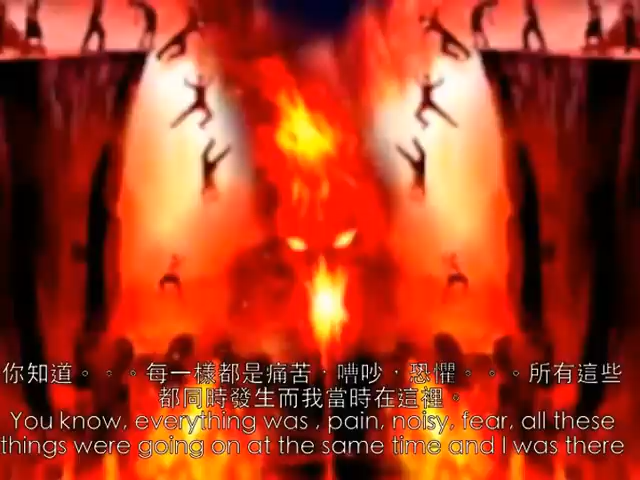 你知道。。。每一樣都是痛苦．嘈吵，恐懼。。。所有這些
都同時發生而我當時在這裡。
You know, everything was , pain, noisy, fear, all these
things were going on at the same time and I was there